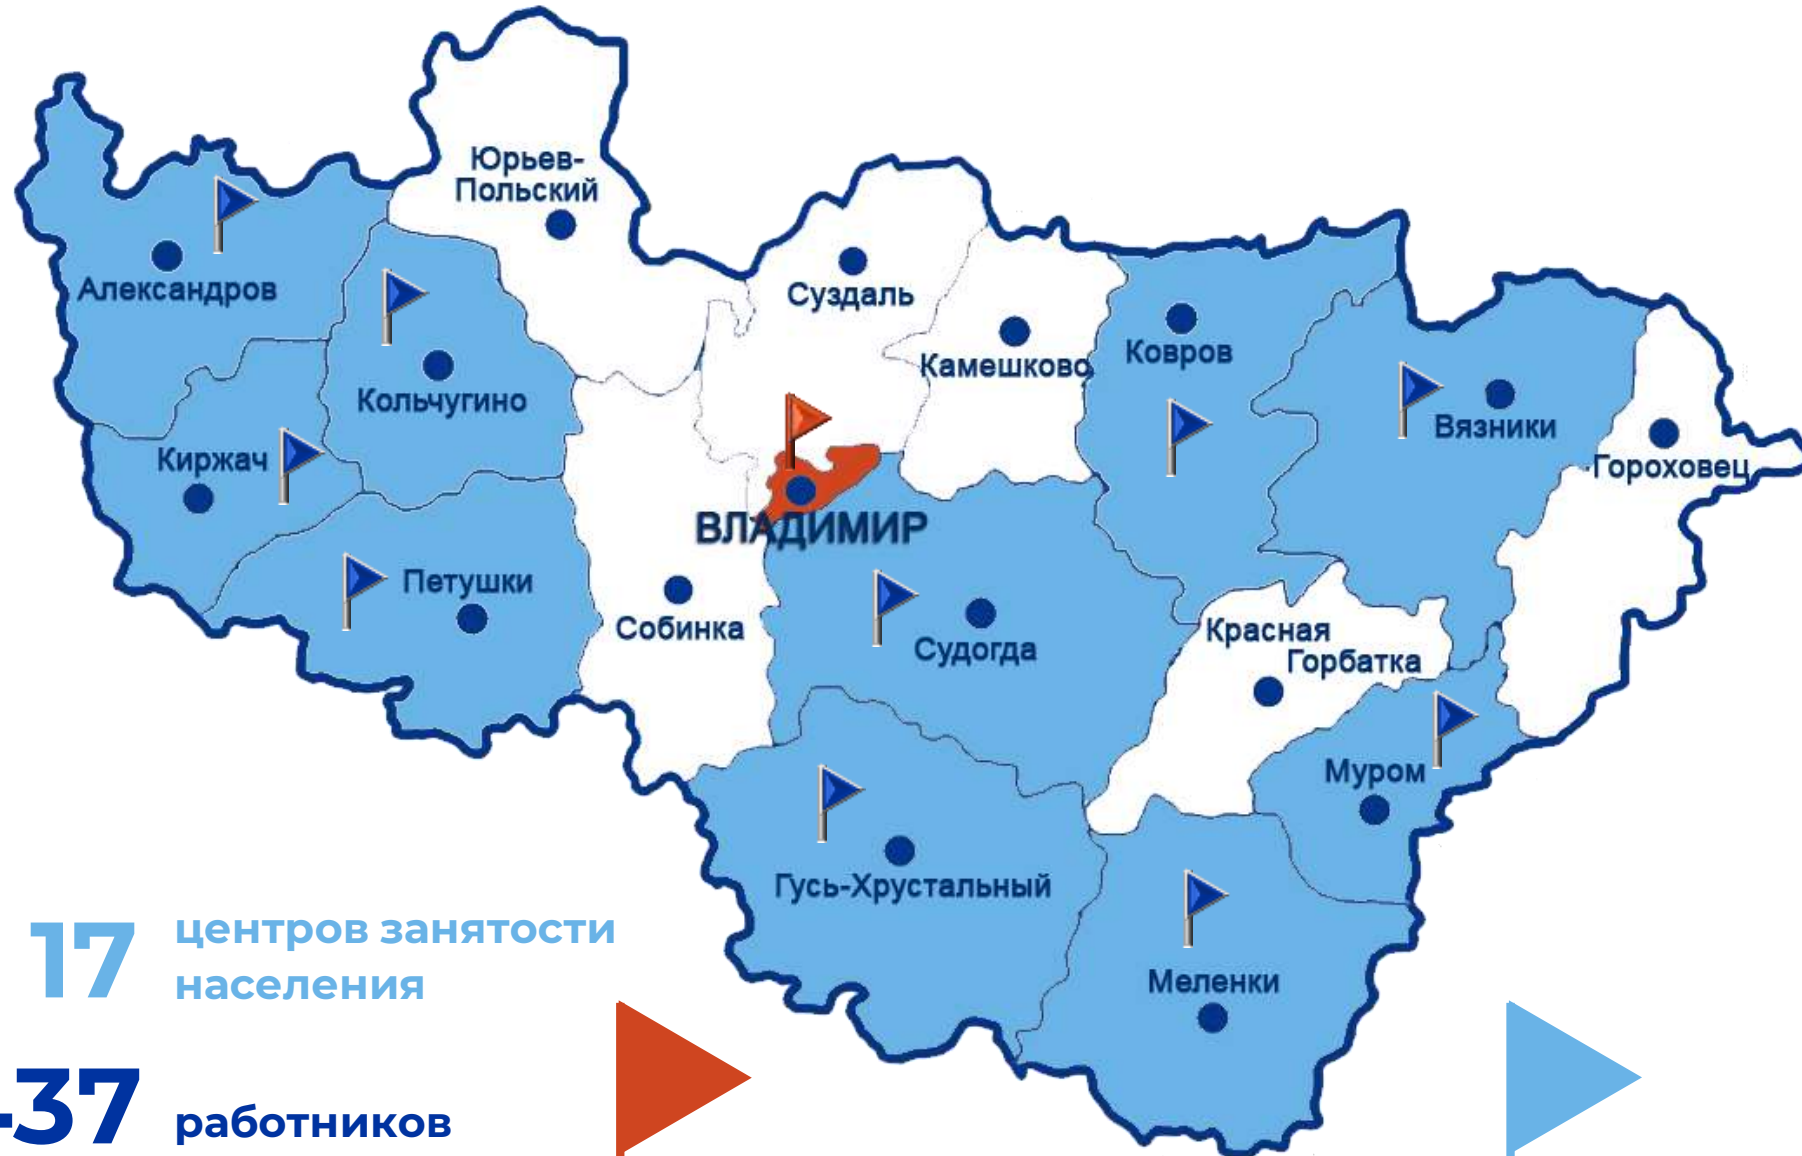 Юрьев-
Польский
Александров
Суздаль
Камешково
Ковров
Кольчугино
Вязники
Киржач
Гороховец
ВЛАДИМИР
Петушки
Собинка
Судогда
Красная
Горбатка
Муром
Гусь-Хрустальный
Меленки
17 центров занятости
населения
37 работников